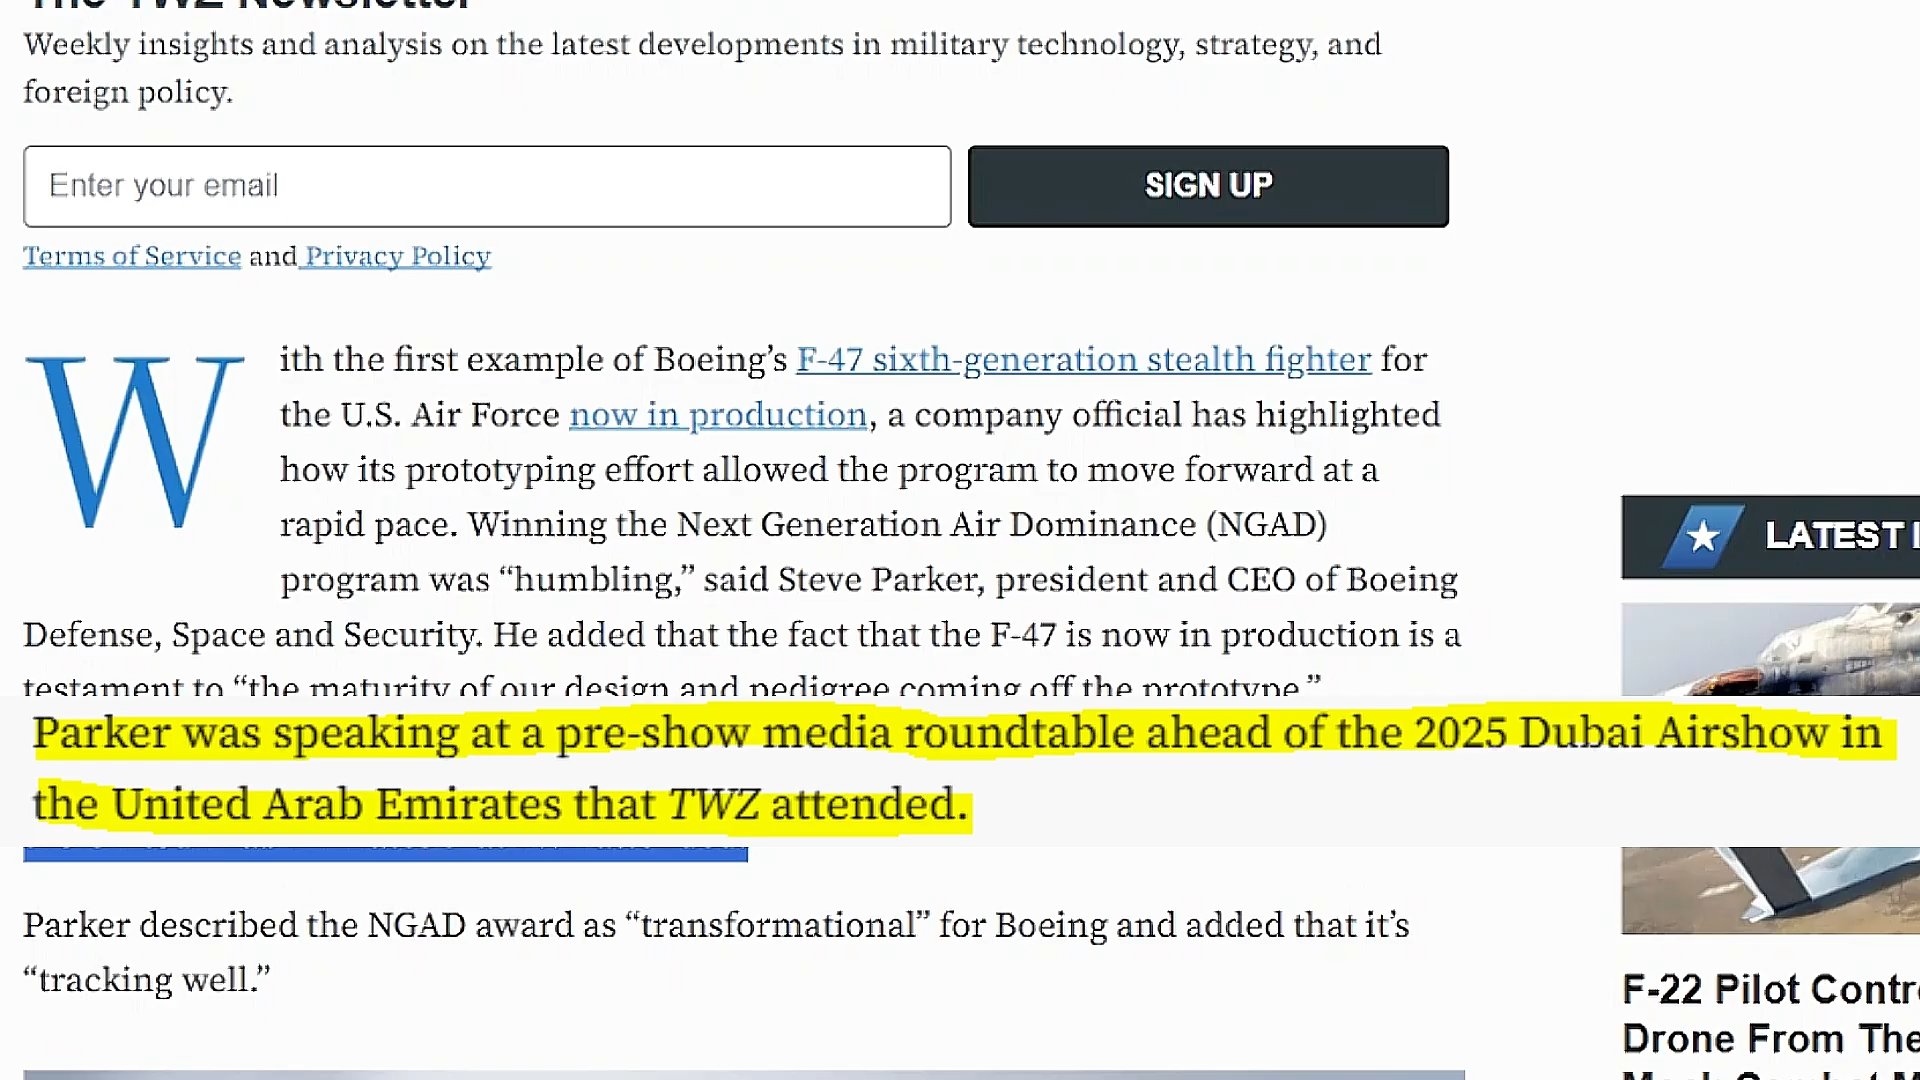 The TWZ Newsletter
Weekly insights and analysis on the latest developments in military technology, strategy, and
foreign policy.
Enter your email
SIGN UP
Terms of Service and Privacy Policy
With the first example of Boeing’s F-47 sixth-generation stealth fighter for
the U.S. Air Force now in production, a company official has highlighted
how its prototyping effort allowed the program to move forward at a
rapid pace. Winning the Next Generation Air Dominance (NGAD)
program was “humbling,” said Steve Parker, president and CEO of Boeing
Defense, Space and Security. He added that the fact that the F-47 is now in production is a
testament to “the maturity of our design and pedigree coming off the prototype.”
Parker was speaking at a pre-show media roundtable ahead of the 2025 Dubai Airshow in
the United Arab Emirates that TWZ attended.
Parker described the NGAD award as “transformational” for Boeing and added that it’s
“tracking well.”
LATEST
F-22 Pilot Contr
Drone From The